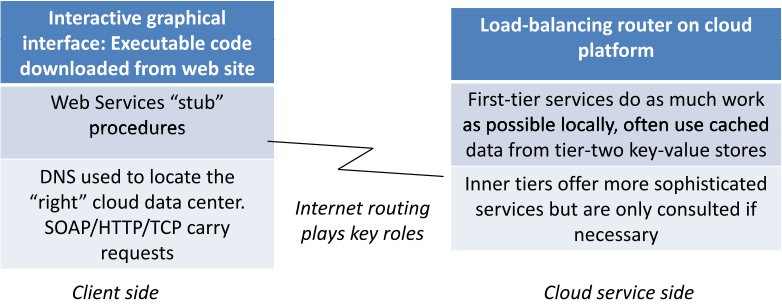 Interactive graphical
interface: Executable code
downloaded from web site
Web Services “stub”
procedures
DNS used to locate the
“right” cloud data center.
SOAP/HTTP/TCP carry
requests
Client side
Internet routing
plays key roles
Load-balancing router on cloud
platform
First-tier services do as much work
as possible locally, often use cached
data from tier-two key-value stores
Inner tiers offer more sophisticated
services but are only consulted if
necessary
Cloud service side